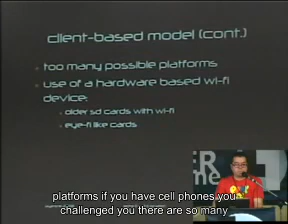 client-based model (cont.)
too many possible platforms
use of a hardware based wi-fi
device:
older sd cards with wi-fi
eye-fi like cards
platforms if you have cell phones you
challenged you there are so many